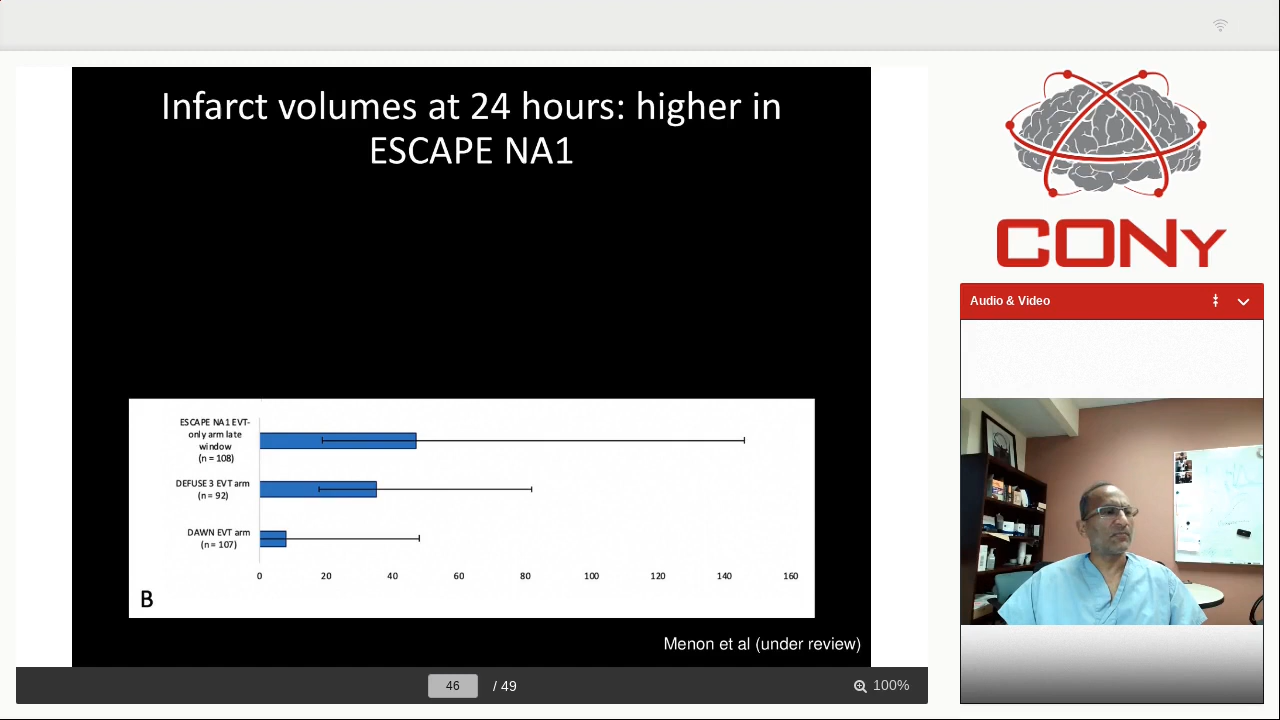 Infarct volumes at 24 hours: higher in
ESCAPE NA1
ESCAPE NA1 EVT-
only arm late
window
(n = 108)
DEFUSE 3 EVT arm
(n = 92)
DAWN EVT arm
(n = 107)
0 20 40 60 80 100 120 140 160
B
Menon et al (under review)
46 / 49
100%
CONy
Audio & Video